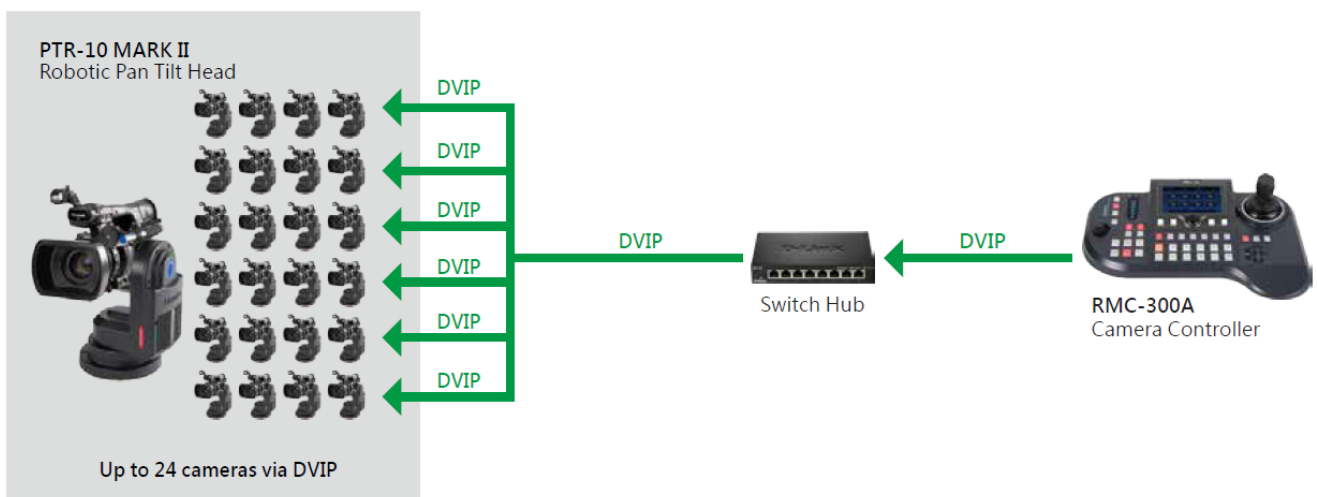 PTR-10 MARK II
Robotic Pan Tilt Head
DVIP
DVIP
DVIP
DVIP
DVIP
DVIP
DVIP
DVIP
D-Link
Switch Hub
RMC-300A
Camera Controller
Up to 24 cameras via DVIP